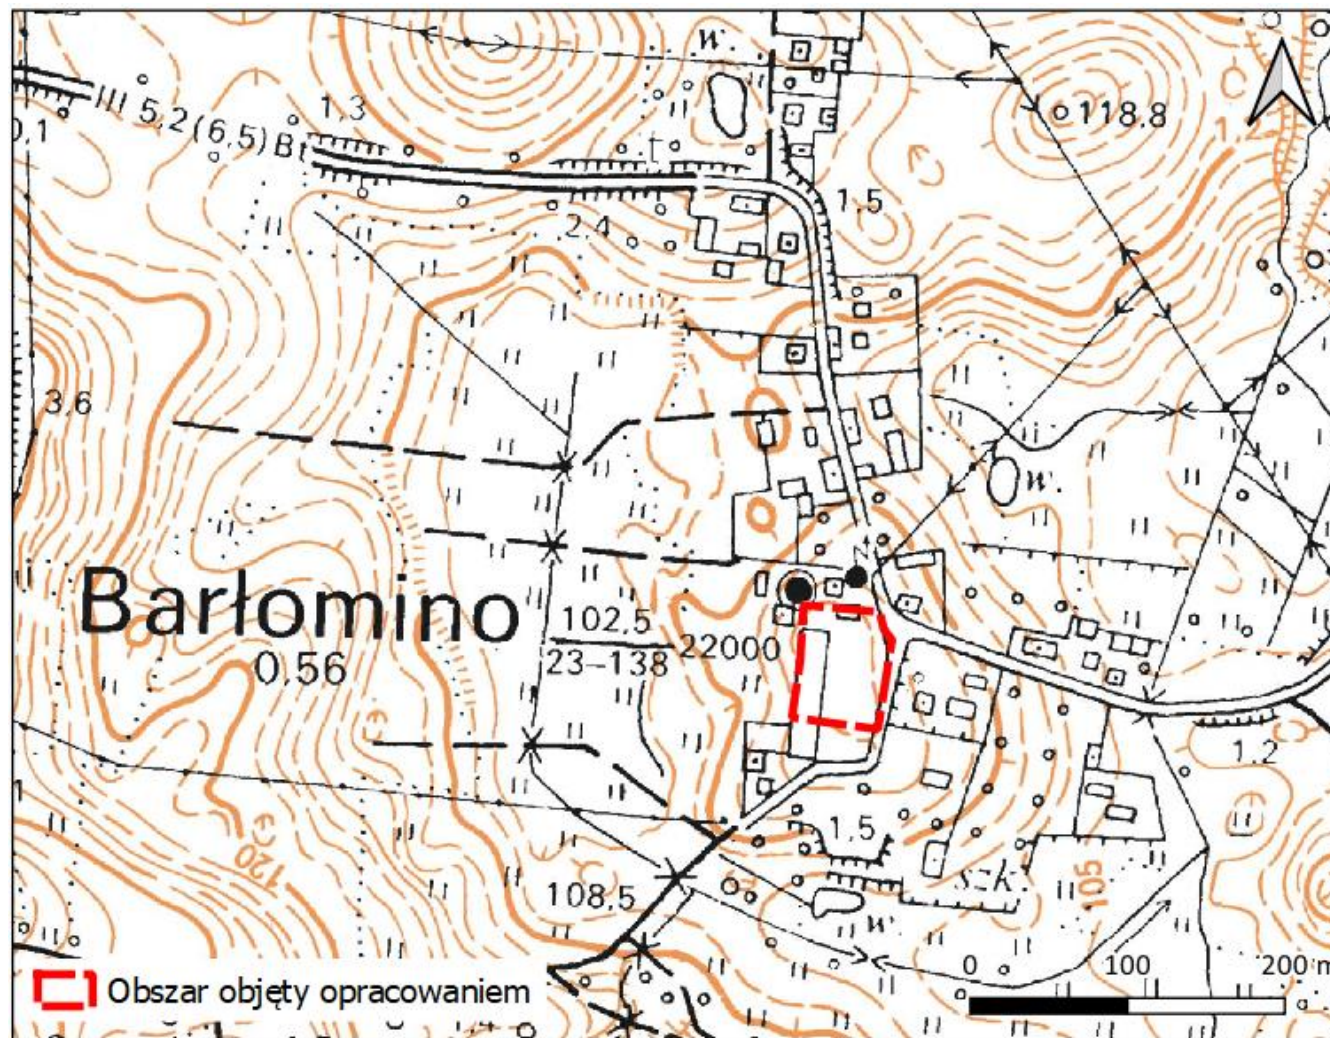 w.
III 5,2(6,5)B
1,3
0,1
t
118,8
1,5
2,4
3,6
w.
Barłomino
0,56
102,5
23–138
22000
1,2
1,5
120
szk.
105
108,5
w.
0 100 200 m
Obszar objęty opracowaniem